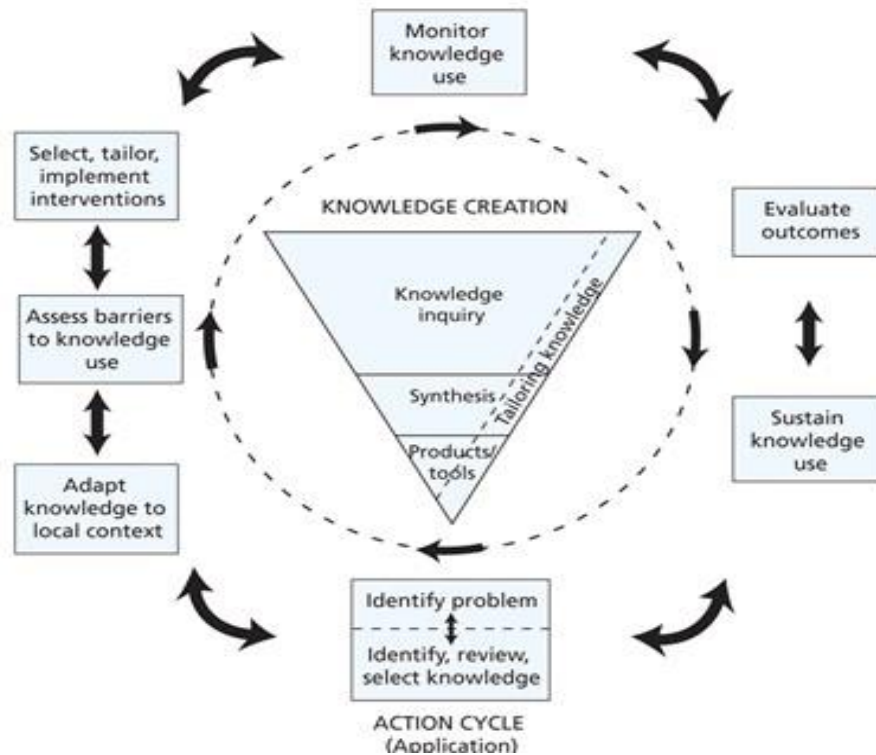 Monitor
knowledge
use
Select, tailor,
implement
interventions
Evaluate
outcomes
KNOWLEDGE CREATION
Knowledge
inquiry
Tailoring knowledge
Assess barriers
to knowledge
use
Synthesis
Products/
tools
Sustain
knowledge
use
Adapt
knowledge to
local context
Identify problem
Identify, review,
select knowledge
ACTION CYCLE
(Application)